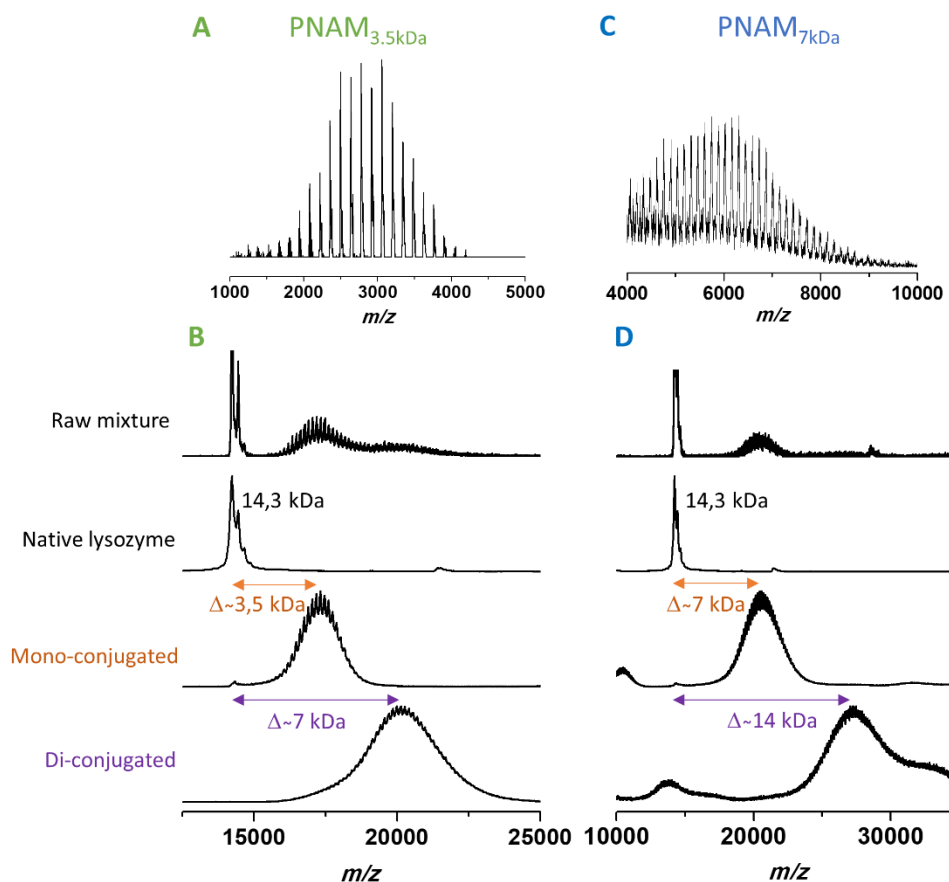 A PNAM3.5kDa
C PNAM7kDa
1000 2000 3000 4000 5000
m/z
4000 6000 8000 10000
m/z
B
D
Raw mixture
Native lysozyme
14,3 kDa
14,3 kDa
Δ~3,5 kDa
Δ~7 kDa
Mono-conjugated
Δ~7 kDa
Δ~14 kDa
Di-conjugated
15000 20000 25000
m/z
10000 20000 30000
m/z